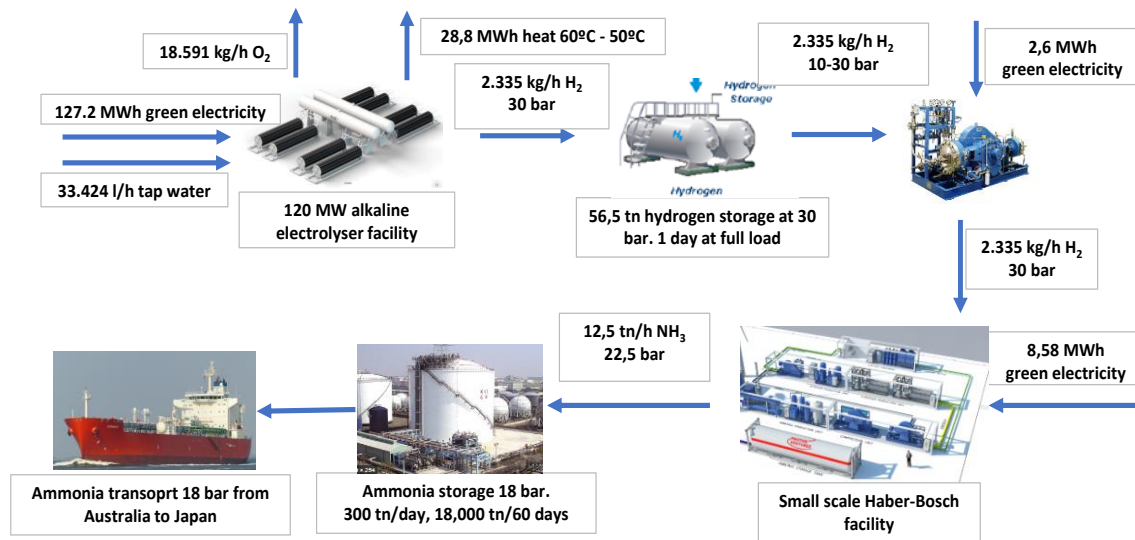 18.591 kg/h O₂
28,8 MWh heat 60ºC - 50ºC
127.2 MWh green electricity
33.424 l/h tap water
120 MW alkaline
electrolyser facility
2.335 kg/h H₂
30 bar
Hydrogen
Storage
H₂
Hydrogen
56,5 tn hydrogen storage at 30
bar. 1 day at full load
2.335 kg/h H₂
10-30 bar
2,6 MWh
green electricity
2.335 kg/h H₂
30 bar
8,58 MWh
green electricity
Small scale Haber-Bosch
facility
12,5 tn/h NH₃
22,5 bar
Ammonia storage 18 bar.
300 tn/day, 18,000 tn/60 days
Ammonia transoprt 18 bar from
Australia to Japan